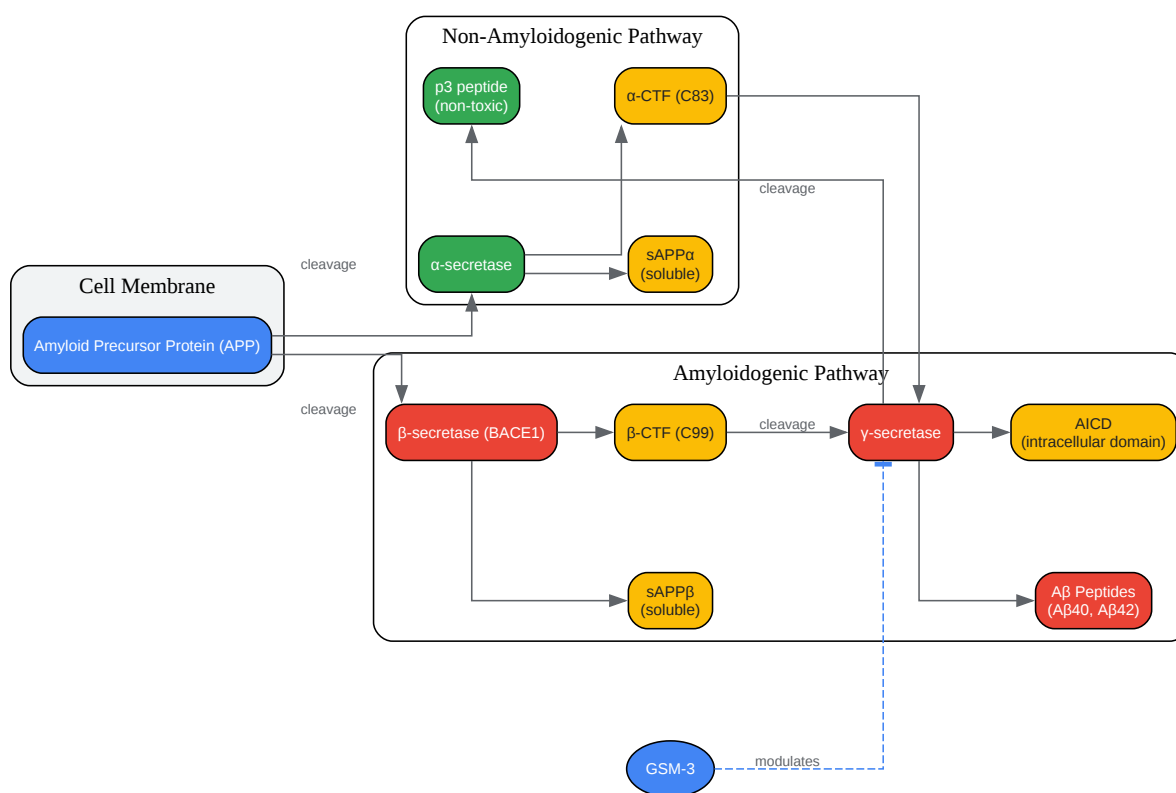 Non-Amyloidogenic Pathway
p3 peptide
(non-toxic)
α-CTF (C83)
cleavage
α-secretase
sAPPα
(soluble)
cleavage
Cell Membrane
Amyloid Precursor Protein (APP)
Amyloidogenic Pathway
cleavage
β-secretase (BACE1)
β-CTF (C99)
cleavage
γ-secretase
AICD
(intracellular domain)
sAPPβ
(soluble)
Aβ Peptides
(Aβ40, Aβ42)
GSM-3
modulates